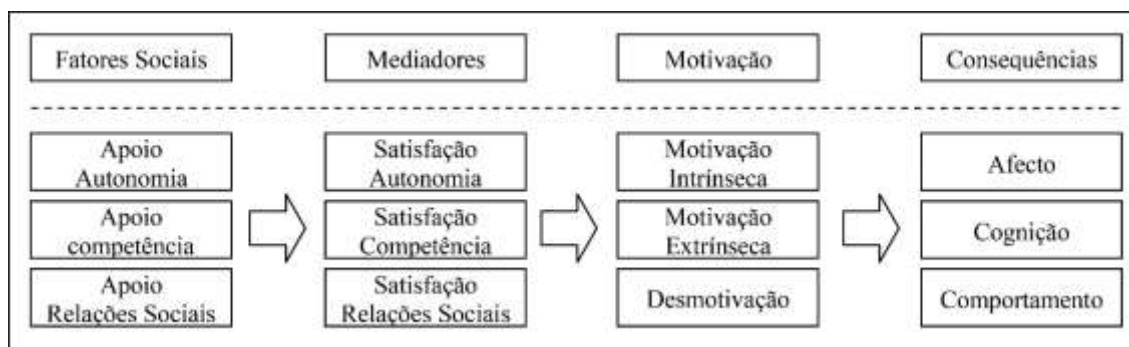 Fatores Sociais
Mediadores
Motivação
Consequências
Apoio
Autonomia
Satisfação
Autonomia
Motivação
Intrínseca
Afecto
Apoio
competência
Satisfação
Competência
Motivação
Extrínseca
Cognição
Apoio
Relações Sociais
Satisfação
Relações Sociais
Desmotivação
Comportamento